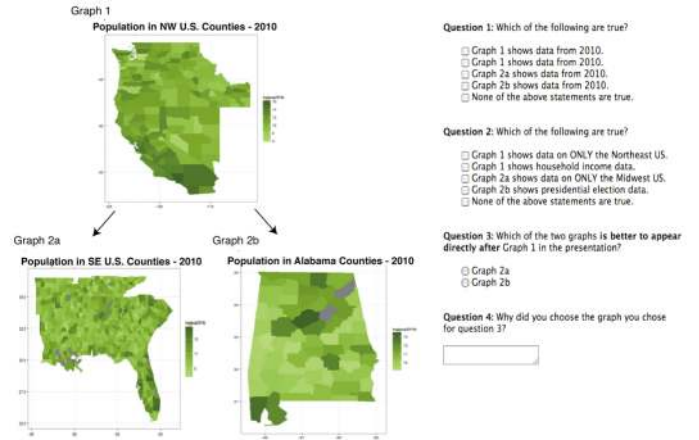 Graph 1
Population in NW U.S. Counties - 2010
Graph 2a
Population in SE U.S. Counties - 2010
Graph 2b
Population in Alabama Counties - 2010
Question 1: Which of the following are true?
Graph 1 shows data from 2010.
Graph 1 shows data from 2010.
Graph 2a shows data from 2010.
Graph 2b shows data from 2010.
None of the above statements are true.
Question 2: Which of the following are true?
Graph 1 shows data on ONLY the Northeast US.
Graph 1 shows household income data.
Graph 2a shows data on ONLY the Midwest US.
Graph 2b shows presidential election data.
None of the above statements are true.
Question 3: Which of the two graphs is better to appear
directly after Graph 1 in the presentation?
Graph 2a
Graph 2b
Question 4: Why did you choose the graph you chose
for question 3?